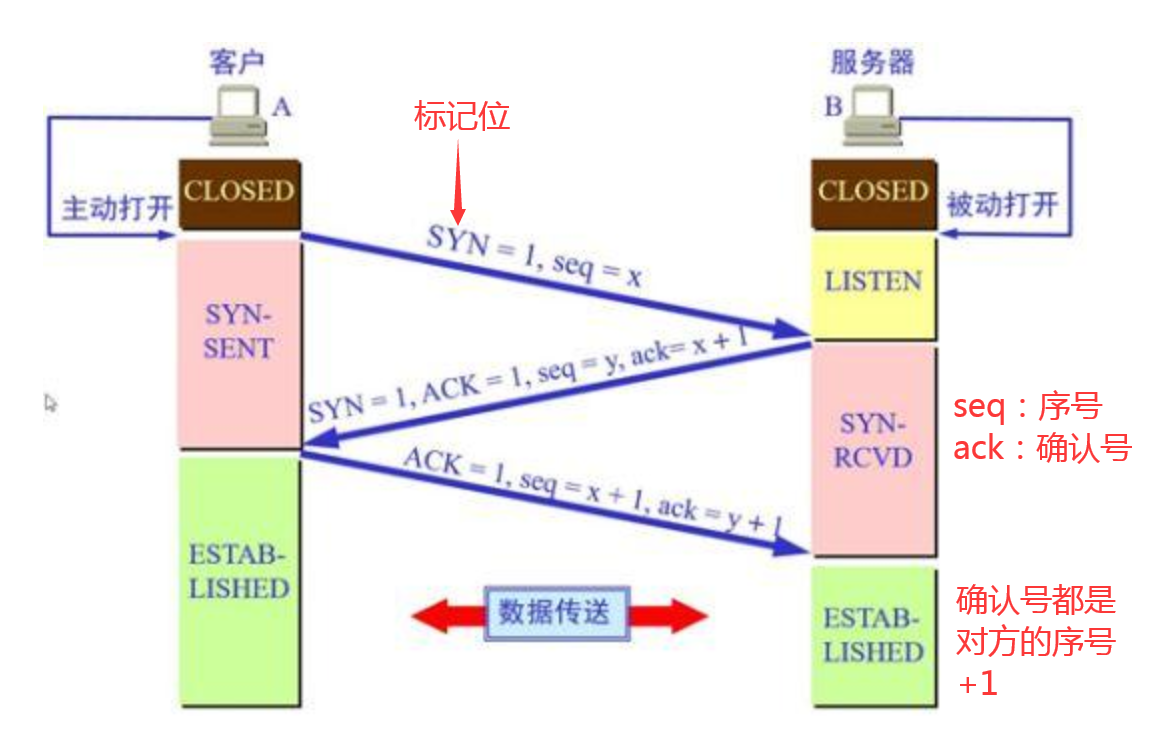 客户
服务器
A
B
标记位
CLOSED
CLOSED
主动打开
被动打开
SYN = 1, seq = x
LISTEN
SYN-
SENT
SYN = 1, ACK = 1, seq = y, ack= x + 1
seq：序号
ack：确认号
SYN-
RCVD
ACK = 1, seq = x + 1, ack = y + 1
ESTAB-
LISHED
数据传送
ESTAB-
LISHED
确认号都是
对方的序号
+1